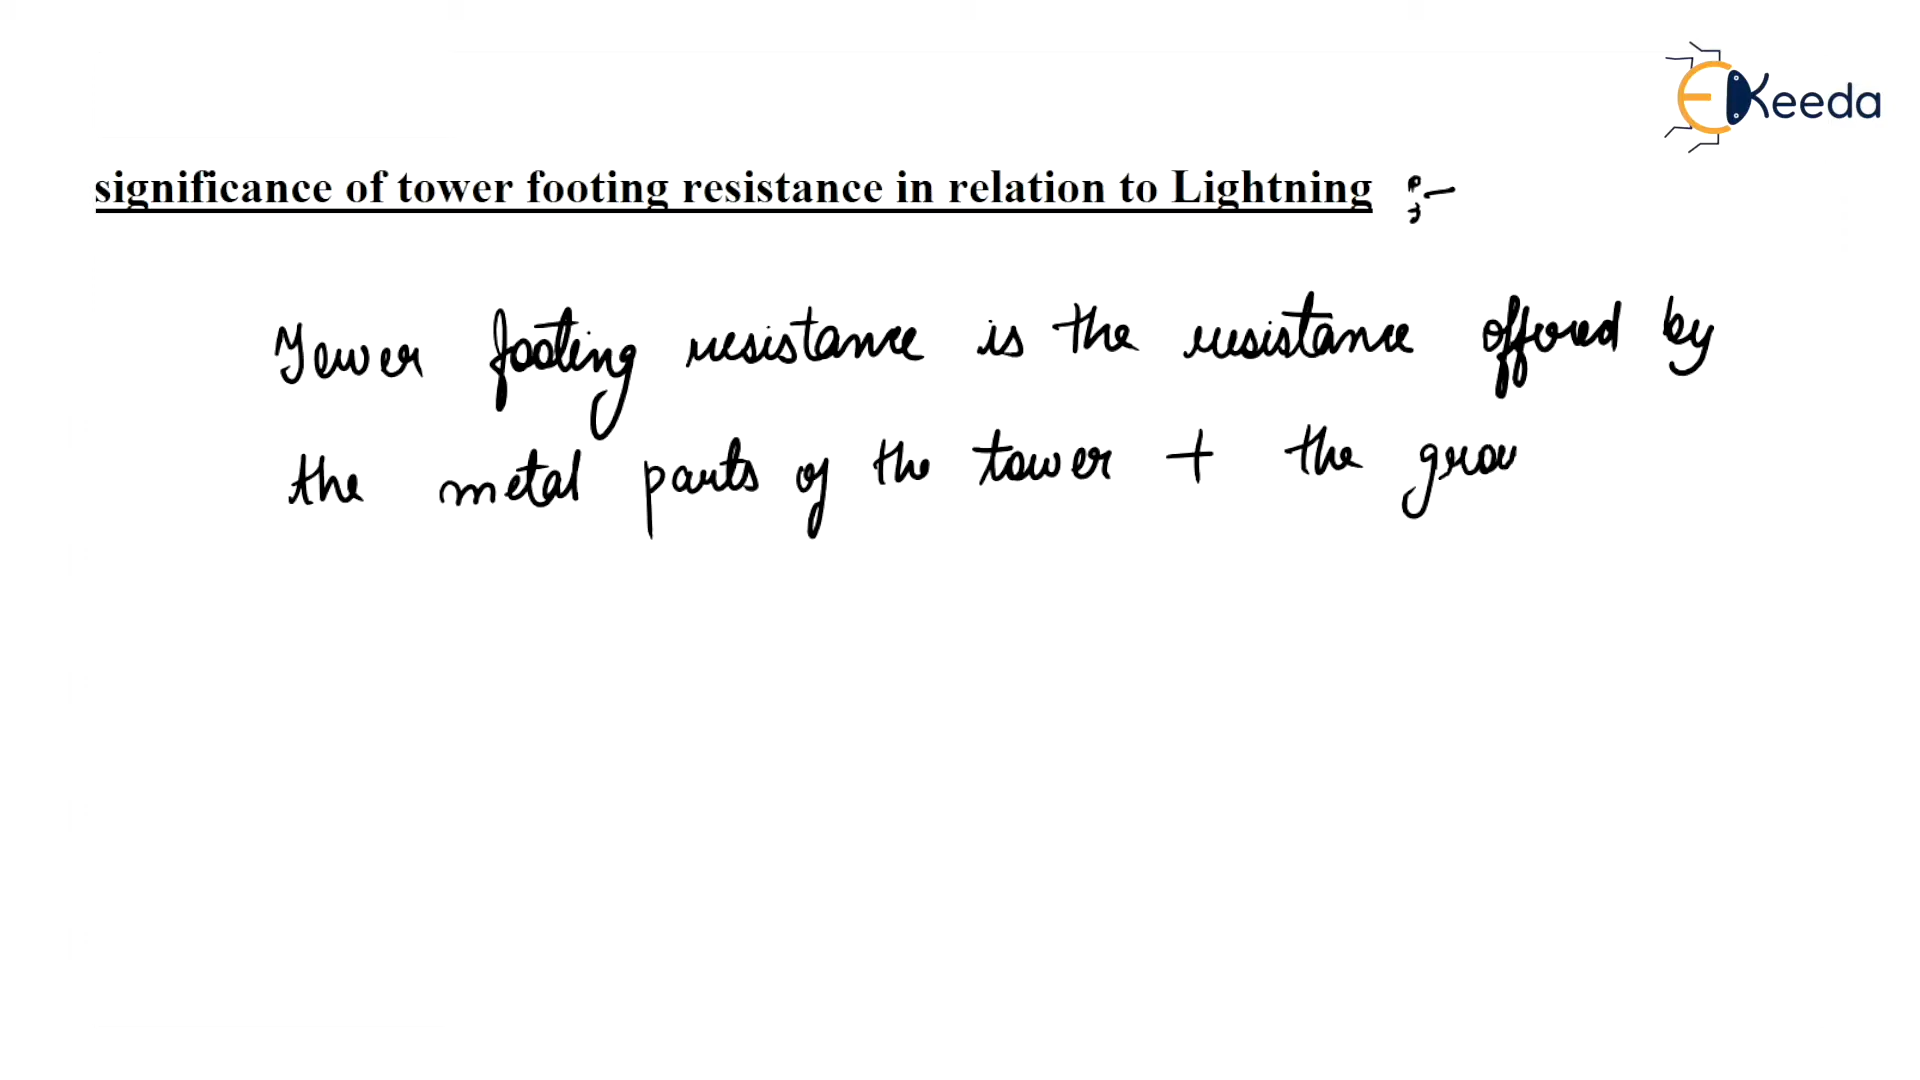 EKeeda
significance of tower footing resistance in relation to Lightning :-
Tower footing resistance is the resistance offered by
the metal parts of the tower + the grou